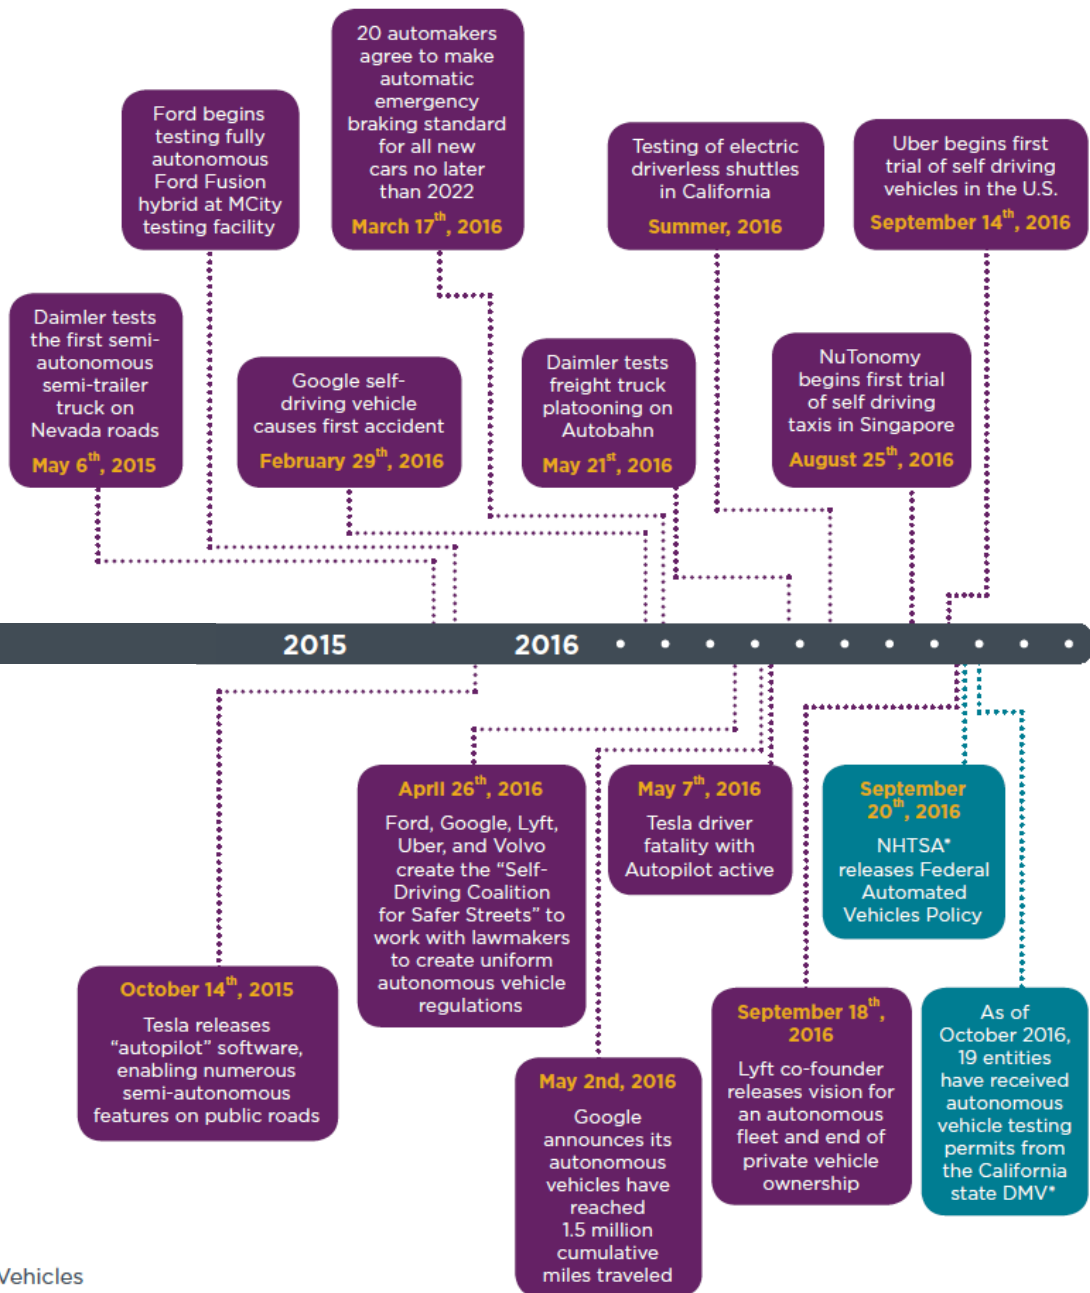 20 automakers
agree to make
automatic
emergency
braking standard
for all new
cars no later
than 2022
March 17th, 2016
Ford begins
testing fully
autonomous
Ford Fusion
hybrid at MCity
testing facility
Testing of electric
driverless shuttles
in California
Summer, 2016
Uber begins first
trial of self driving
vehicles in the U.S.
September 14th, 2016
Daimler tests
the first semi-
autonomous
semi-trailer
truck on
Nevada roads
May 6th, 2015
Google self-
driving vehicle
causes first accident
February 29th, 2016
Daimler tests
freight truck
platooning on
Autobahn
May 21st, 2016
NuTonomy
begins first trial
of self driving
taxis in Singapore
August 25th, 2016
2015
2016
April 26th, 2016
Ford, Google, Lyft,
Uber, and Volvo
create the “Self-
Driving Coalition
for Safer Streets” to
work with lawmakers
to create uniform
autonomous vehicle
regulations
May 7th, 2016
Tesla driver
fatality with
Autopilot active
September
20th, 2016
NHTSA*
releases Federal
Automated
Vehicles Policy
October 14th, 2015
Tesla releases
“autopilot” software,
enabling numerous
semi-autonomous
features on public roads
May 2nd, 2016
Google
announces its
autonomous
vehicles have
reached
1.5 million
cumulative
miles traveled
September 18th,
2016
Lyft co-founder
releases vision for
an autonomous
fleet and end of
private vehicle
ownership
As of
October 2016,
19 entities
have received
autonomous
vehicle testing
permits from
the California
state DMV*
Vehicles